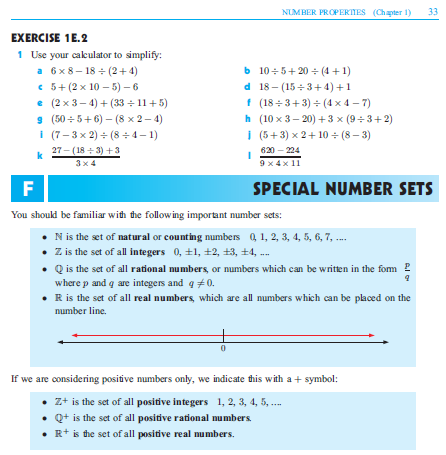 NUMBER PROPERTIES (Chapter 1) 33
EXERCISE 1E.2
1 Use your calculator to simplify:
a 6 × 8 − 18 ÷ (2 + 4) b 10 ÷ 5 + 20 ÷ (4 + 1)
c 5 + (2 × 10 − 5) − 6 d 18 − (15 ÷ 3 + 4) + 1
e (2 × 3 − 4) + (33 ÷ 11 + 5) f (18 ÷ 3 + 3) ÷ (4 × 4 − 7)
g (50 ÷ 5 + 6) − (8 × 2 − 4) h (10 × 3 − 20) + 3 × (9 ÷ 3 + 2)
i (7 − 3 × 2) ÷ (8 ÷ 4 − 1) j (5 + 3) × 2 + 10 ÷ (8 − 3)
k 27 − (18 ÷ 3) + 3 / 3 × 4 l 620 − 224 / 9 × 4 × 11
F SPECIAL NUMBER SETS
You should be familiar with the following important number sets:
• ℕ is the set of natural or counting numbers 0, 1, 2, 3, 4, 5, 6, 7, ....
• ℤ is the set of all integers 0, ±1, ±2, ±3, ±4, ....
• ℚ is the set of all rational numbers, or numbers which can be written in the form p/q
where p and q are integers and q ≠ 0.
• ℝ is the set of all real numbers, which are all numbers which can be placed on the
number line.
0
If we are considering positive numbers only, we indicate this with a + symbol:
• ℤ+ is the set of all positive integers 1, 2, 3, 4, 5, ....
• ℚ+ is the set of all positive rational numbers.
• ℝ+ is the set of all positive real numbers.